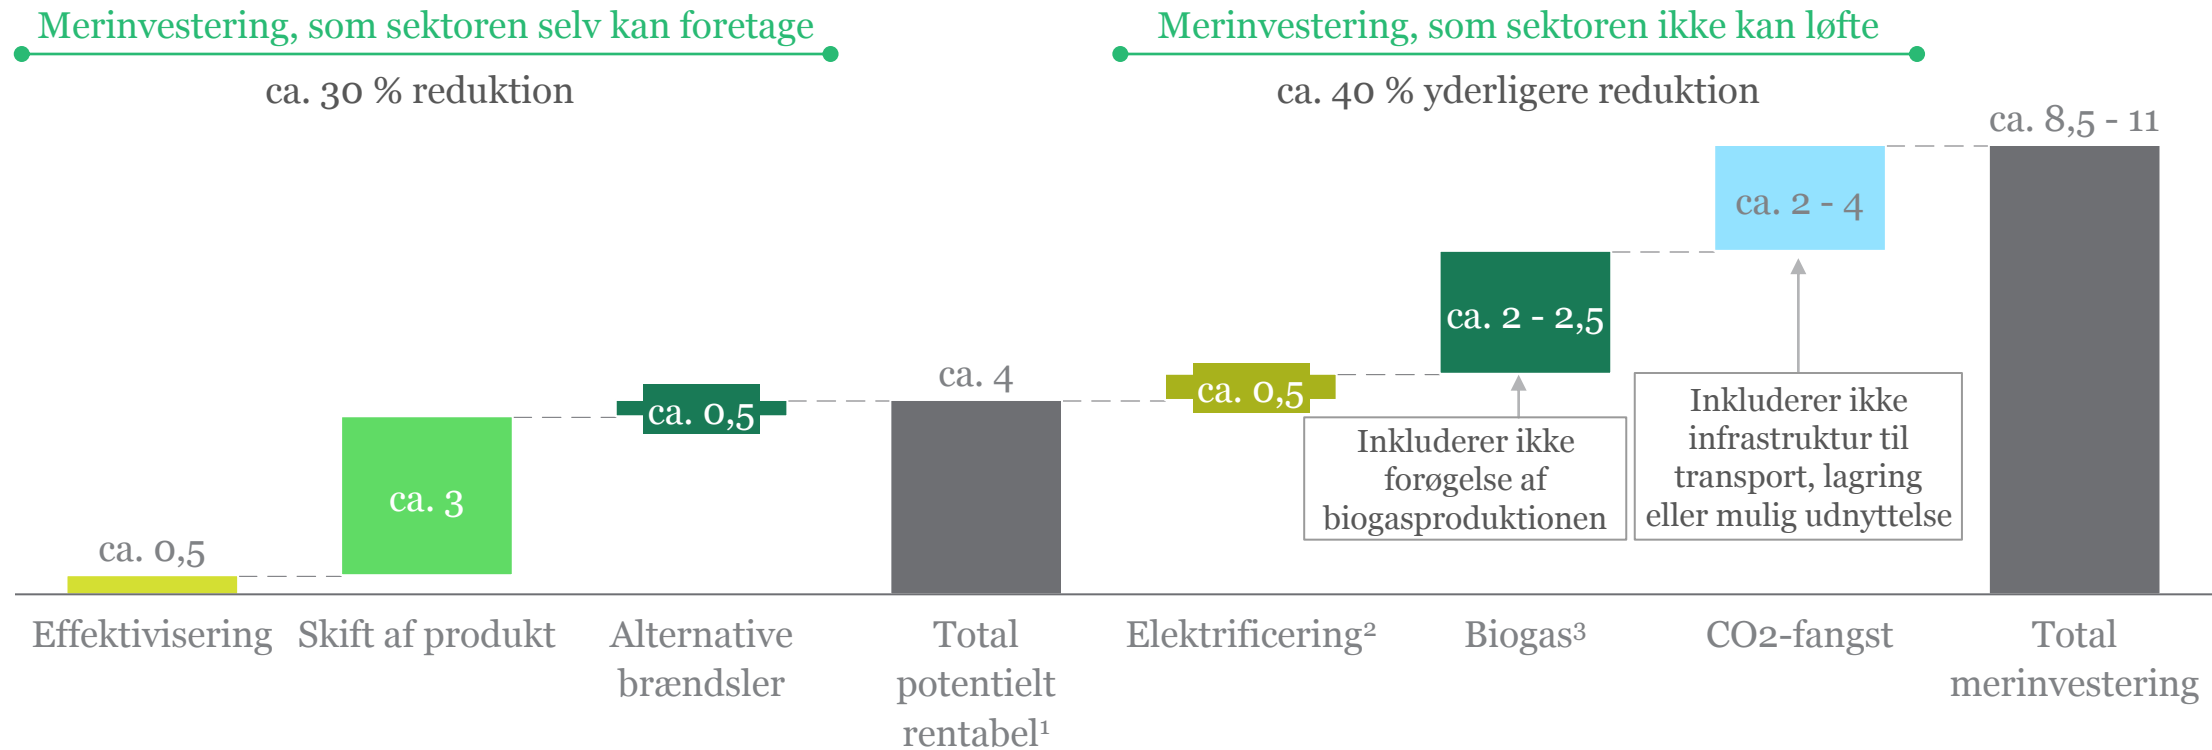 Merinvestering, som sektoren selv kan foretage
ca. 30 % reduktion
Merinvestering, som sektoren ikke kan løfte
ca. 40 % yderligere reduktion
ca. 0,5
ca. 3
ca. 0,5
ca. 4
ca. 0,5
ca. 2 - 2,5
ca. 2 - 4
ca. 8,5 - 11
Inkluderer ikke
forøgelse af
biogasproduktionen
Inkluderer ikke
infrastruktur til
transport, lagring
eller mulig udnyttelse
Effektivisering
Skift af produkt
Alternative
brændsler
Total
potentielt
rentabel¹
Elektrificering²
Biogas³
CO2-fangst
Total
merinvestering